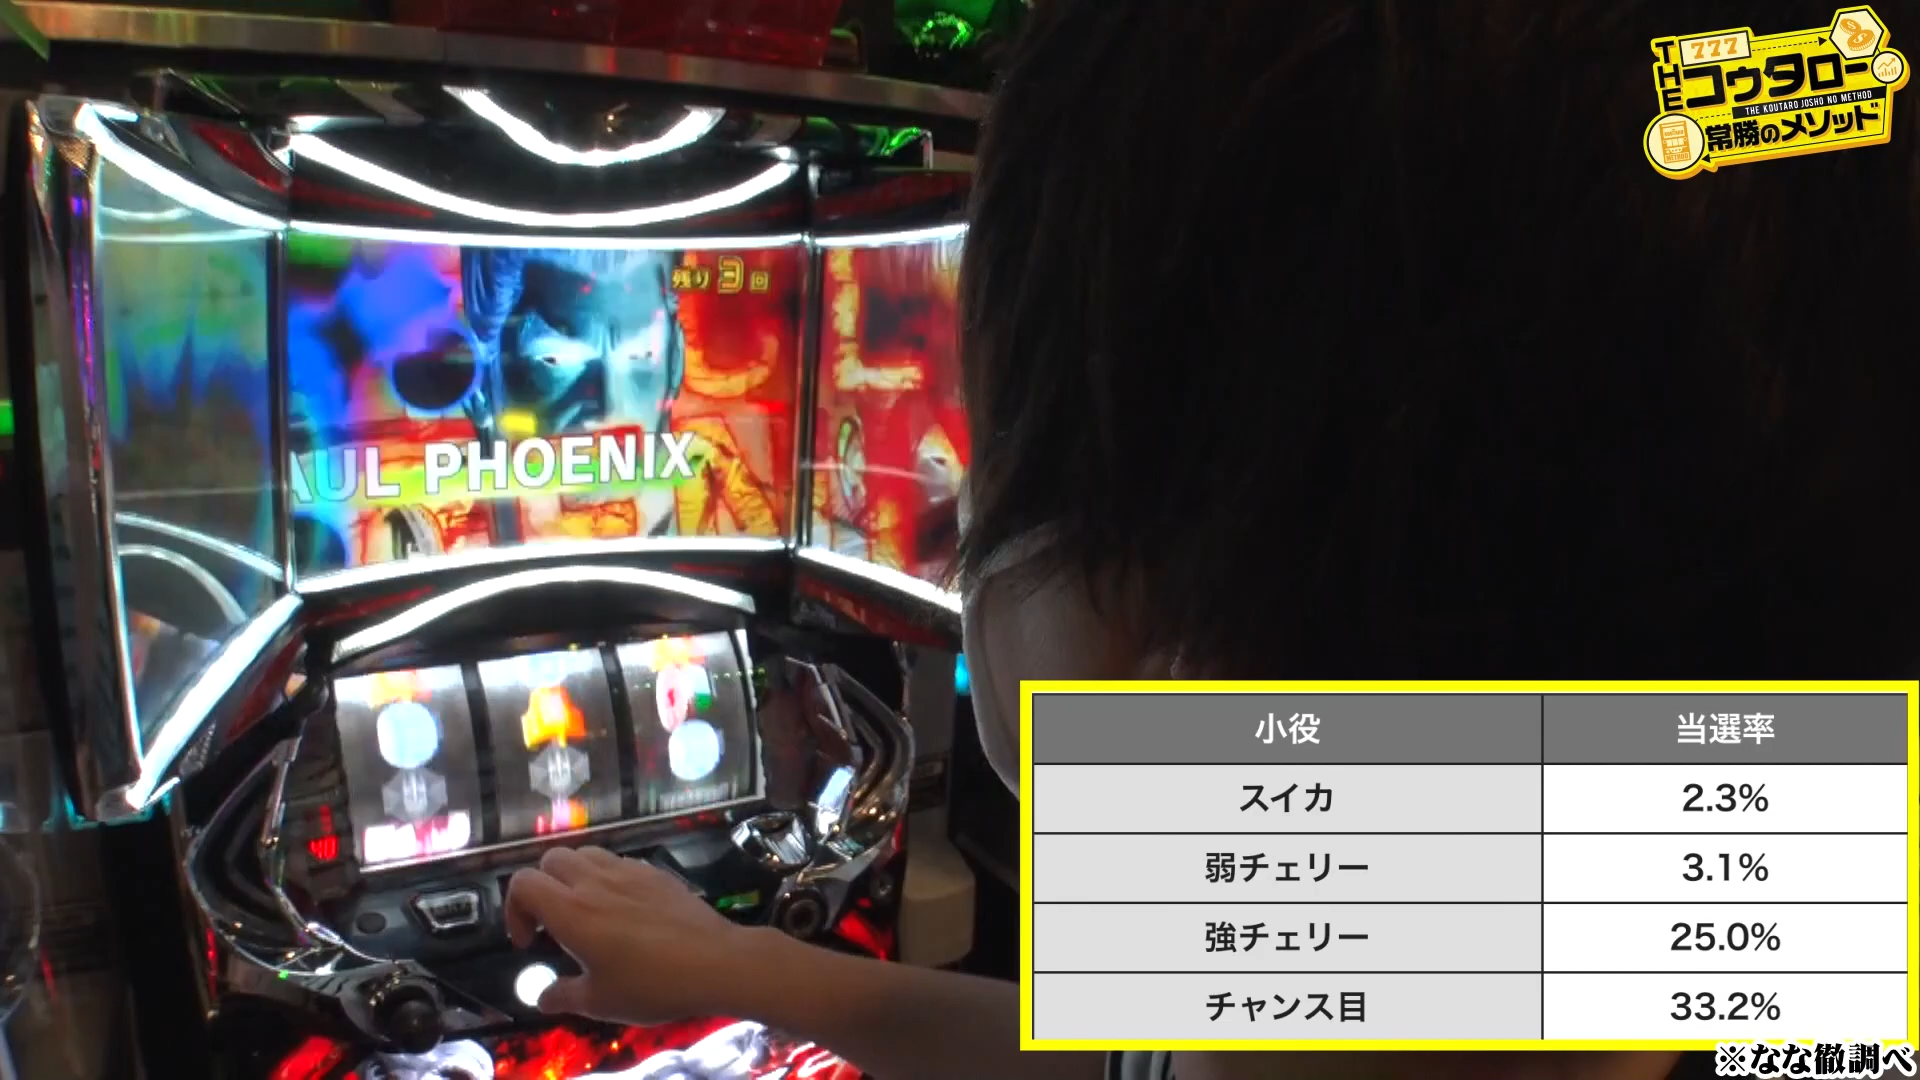 777
THE
コウタロー
THE KOUTARO JOSHO NO METHOD
常勝のメソッド
残り3回
AUL PHOENIX
小役 当選率
スイカ 2.3%
弱チェリー 3.1%
強チェリー 25.0%
チャンス目 33.2%
※なな徹調べ